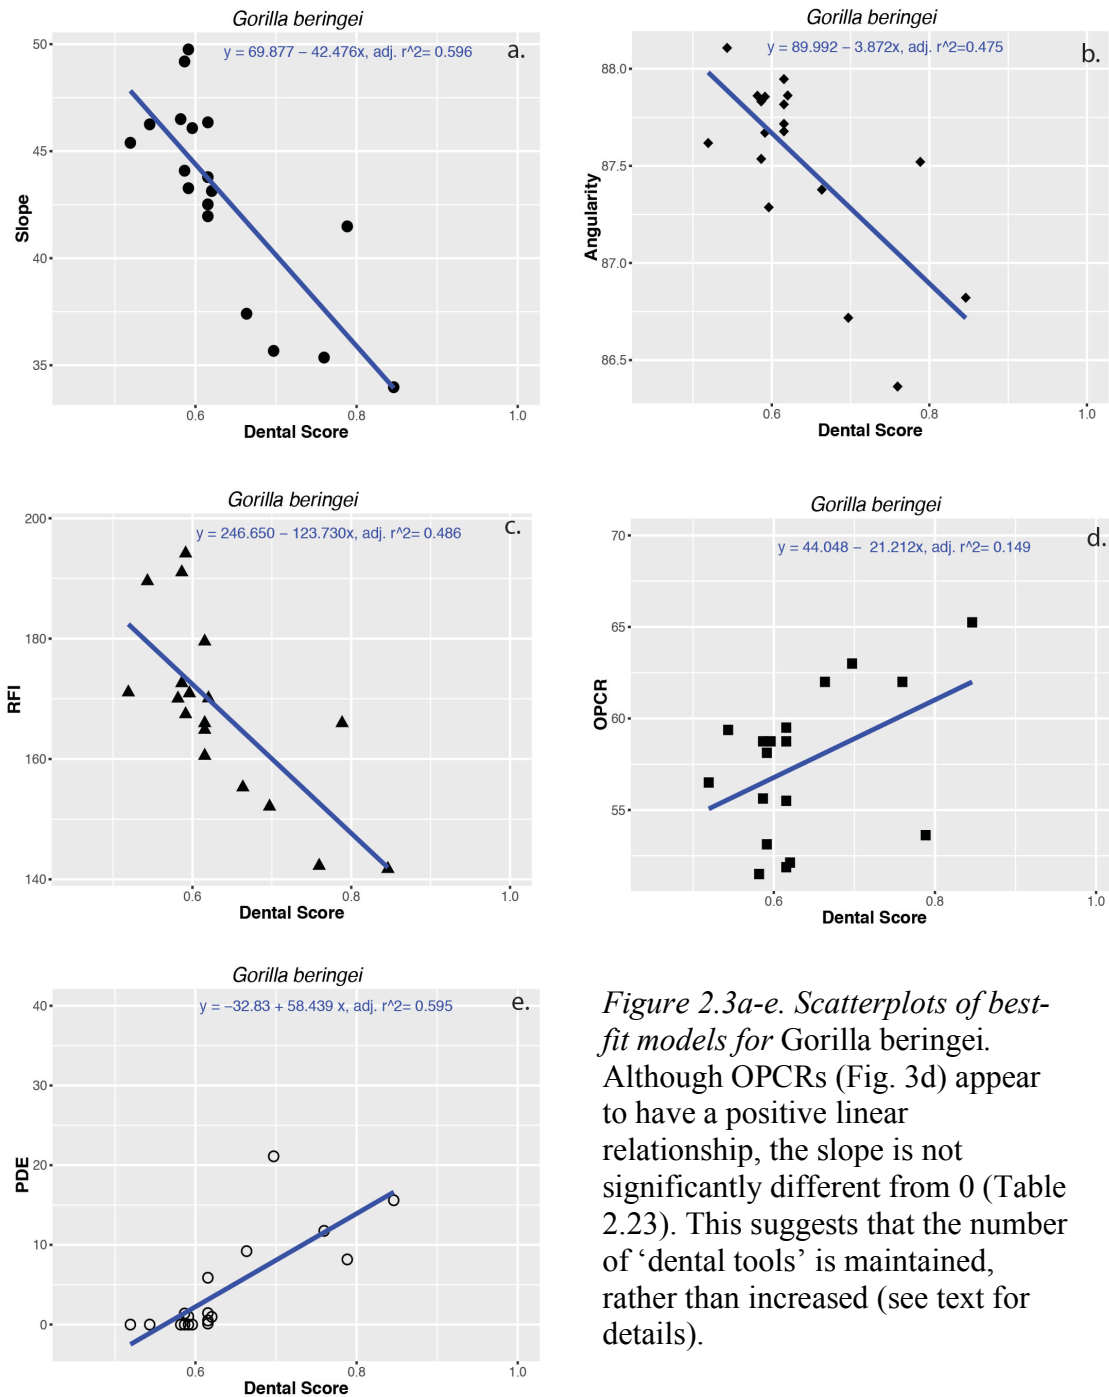 Gorilla beringei
y = 69.877 − 42.476x, adj. r^2= 0.596
a.
50
45
40
35
Slope
0.6 0.8 1.0
Dental Score
Gorilla beringei
y = 89.992 − 3.872x, r^2=0.475
b.
88.0
87.5
87.0
86.5
Angularity
0.6 0.8 1.0
Dental Score
Gorilla beringei
y = 246.650 − 123.730x, adj. r^2= 0.486
c.
200
180
160
140
RFI
0.6 0.8 1.0
Dental Score
Gorilla beringei
y = 44.048 − 21.212x, adj. r^2= 0.149
d.
70
65
60
55
OPCR
0.6 0.8 1.0
Dental Score
Gorilla beringei
y = −32.83 + 58.439 x, adj. r^2= 0.595
e.
40
30
20
10
0
PDE
0.6 0.8 1.0
Dental Score
Figure 2.3a-e. Scatterplots of best-
fit models for Gorilla beringei.
Although OPCRs (Fig. 3d) appear
to have a positive linear
relationship, the slope is not
significantly different from 0 (Table
2.23). This suggests that the number
of ‘dental tools’ is maintained,
rather than increased (see text for
details).